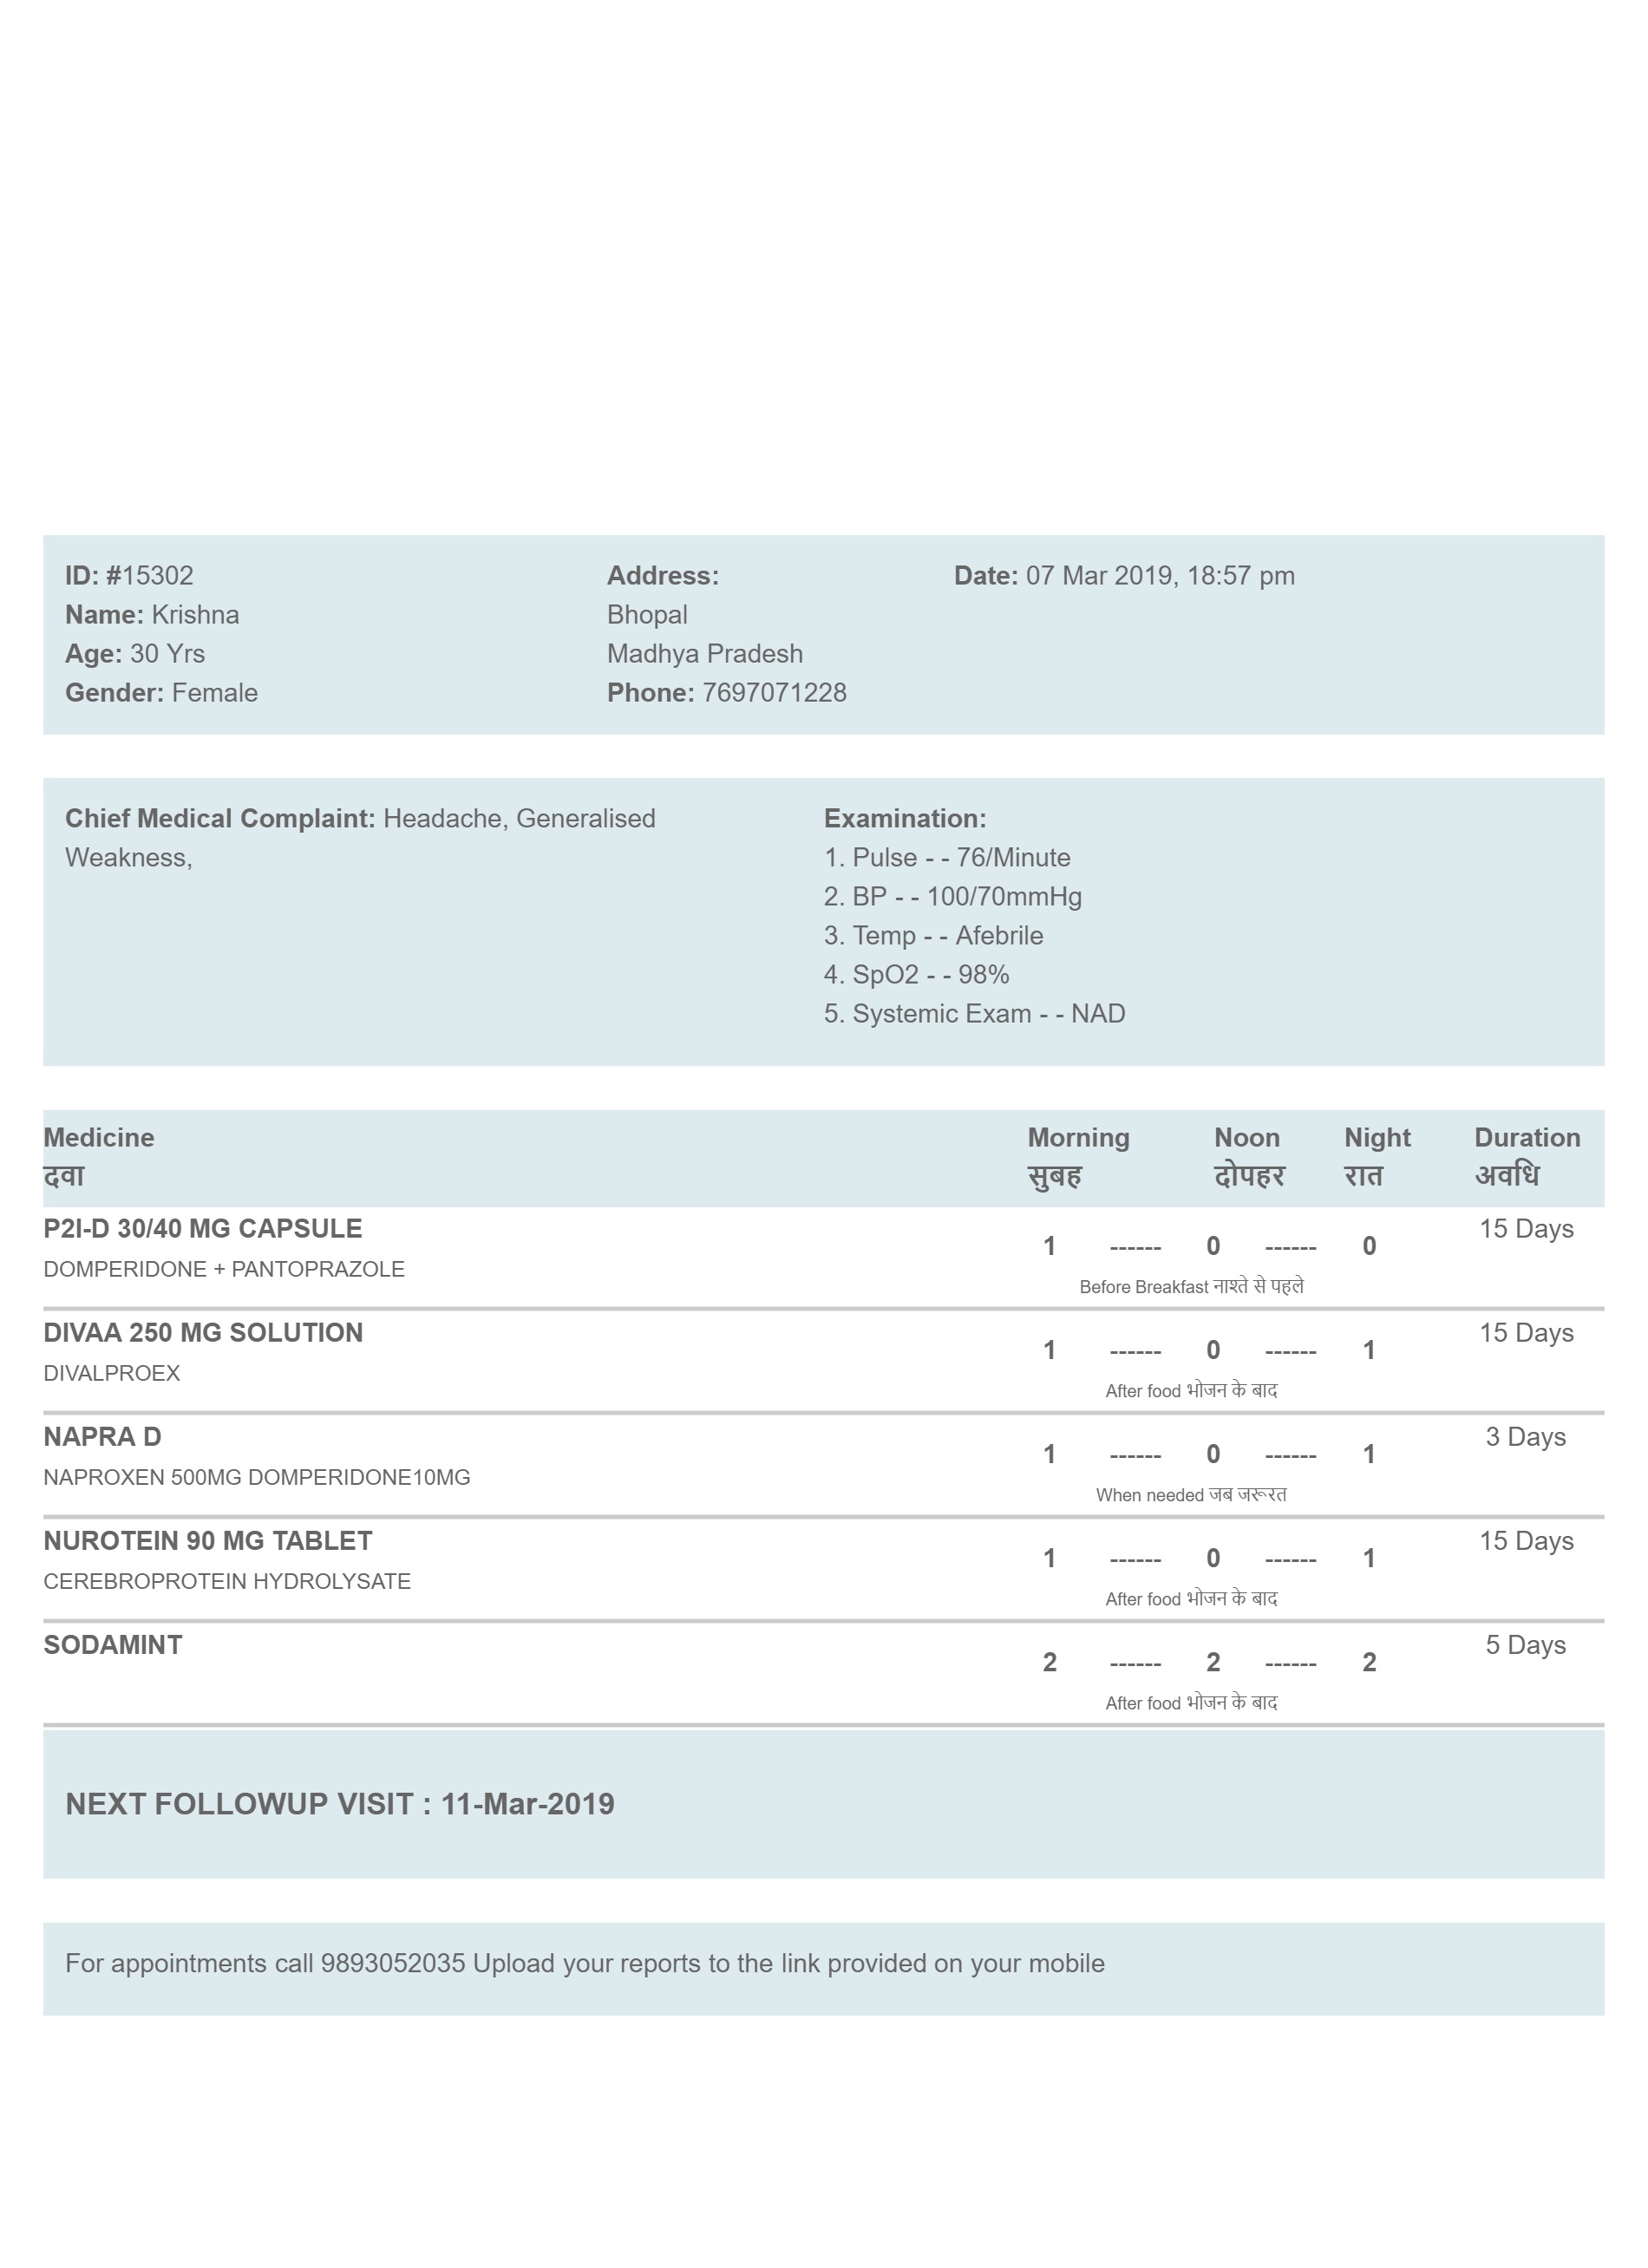 ID: #15302
Name: Krishna
Age: 30 Yrs
Gender: Female
Address:
Bhopal
Madhya Pradesh
Phone: 7697071228
Date: 07 Mar 2019, 18:57 pm
Chief Medical Complaint: Headache, Generalised
Weakness,
Examination:
1. Pulse - - 76/Minute
2. BP - - 100/70mmHg
3. Temp - - Afebrile
4. SpO2 - - 98%
5. Systemic Exam - - NAD
Medicine Morning Noon Night Duration
दवा सुबह दोपहर रात अवधि
P2I-D 30/40 MG CAPSULE 15 Days
1 ------ 0 ------ 0
DOMPERIDONE + PANTOPRAZOLE
Before Breakfast नाश्ते से पहले
DIVAA 250 MG SOLUTION 15 Days
1 ------ 0 ------ 1
DIVALPROEX
After food भोजन के बाद
NAPRA D 3 Days
1 ------ 0 ------ 1
NAPROXEN 500MG DOMPERIDONE10MG
When needed जब जरूरत
NUROTEIN 90 MG TABLET 15 Days
1 ------ 0 ------ 1
CEREBROPROTEIN HYDROLYSATE
After food भोजन के बाद
SODAMINT 5 Days
2 ------ 2 ------ 2
After food भोजन के बाद
NEXT FOLLOWUP VISIT : 11-Mar-2019
For appointments call 9893052035 Upload your reports to the link provided on your mobile